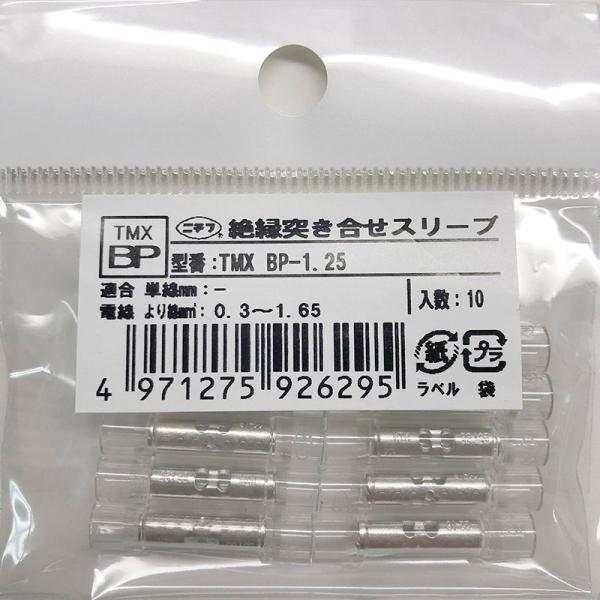 TMX
BP
ニチフ® 絶縁突き合せスリーブ
型番:TMX BP-1.25
適合 単線mm:-
電線 より線mm²:0.3~1.65
入数:10
紙 プラ
ラベル 袋
4 971275 926295